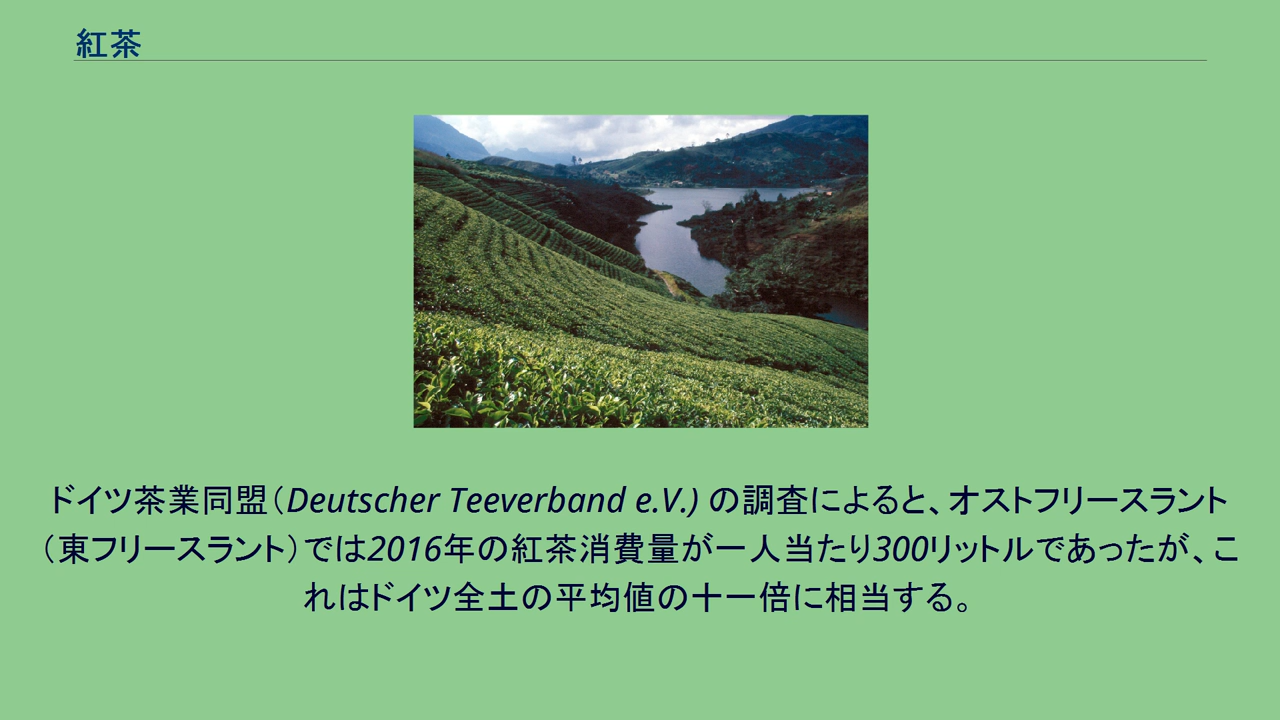 紅茶
ドイツ茶業同盟（Deutscher Teeverband e.V.) の調査によると、オストフリースラント
（東フリースラント）では2016年の紅茶消費量が一人当たり300リットルであったが、こ
れはドイツ全土の平均値の十一倍に相当する。